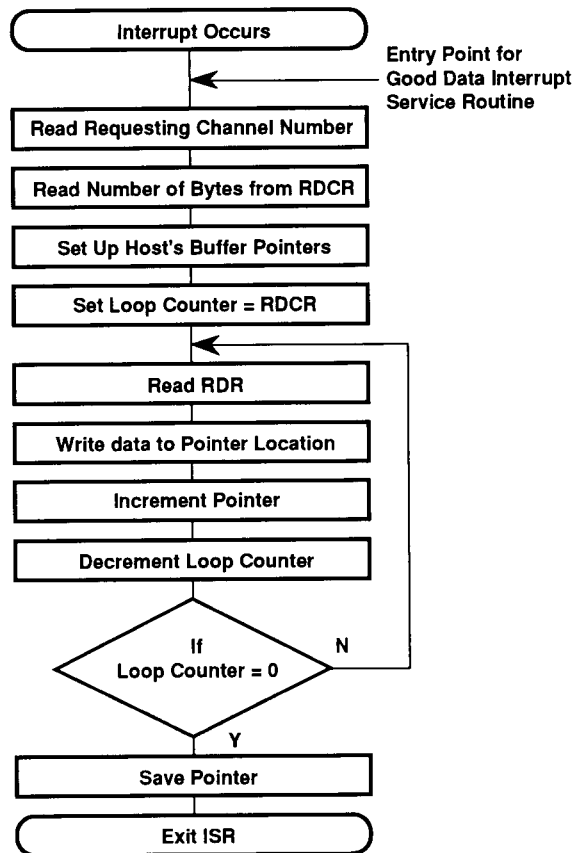 Interrupt Occurs
Entry Point for
Good Data Interrupt
Service Routine
Read Requesting Channel Number
Read Number of Bytes from RDCR
Set Up Host's Buffer Pointers
Set Loop Counter = RDCR
Read RDR
Write data to Pointer Location
Increment Pointer
Decrement Loop Counter
If
Loop Counter = 0
N
Y
Save Pointer
Exit ISR